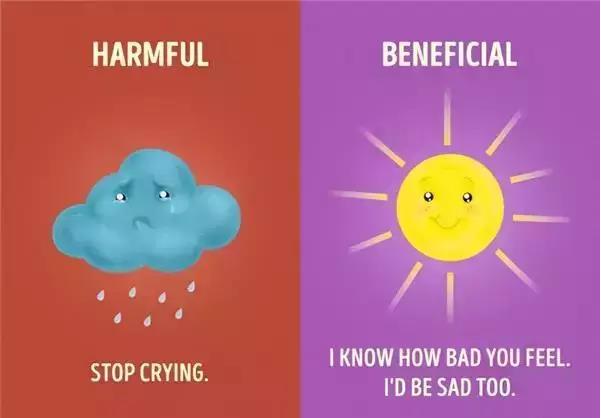 HARMFUL
STOP CRYING.
BENEFICIAL
I KNOW HOW BAD YOU FEEL.
I'D BE SAD TOO.